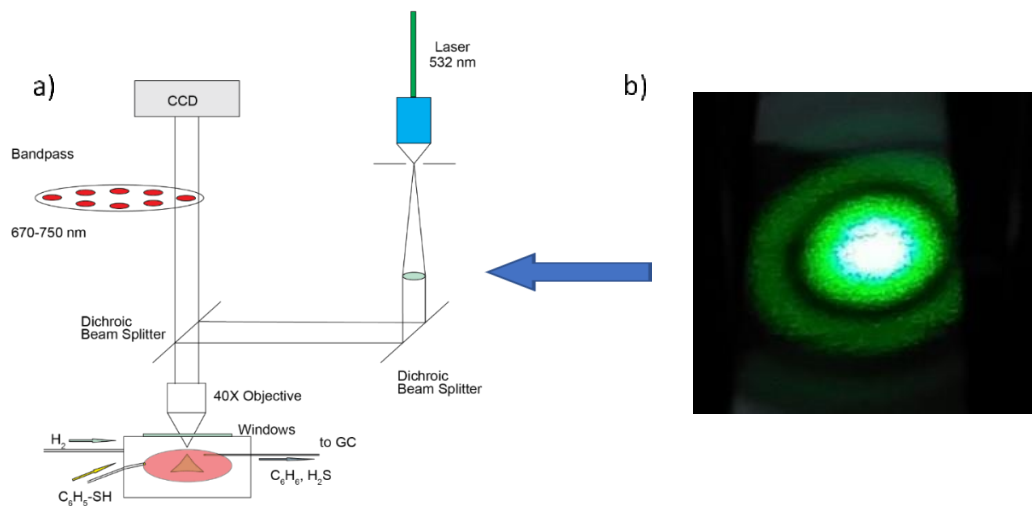 a)
CCD
Laser
532 nm
b)
Bandpass
670-750 nm
Dichroic
Beam Splitter
Dichroic
Beam Splitter
40X Objective
Windows
H₂
to GC
C₆H₅-SH
C₆H₆, H₂S